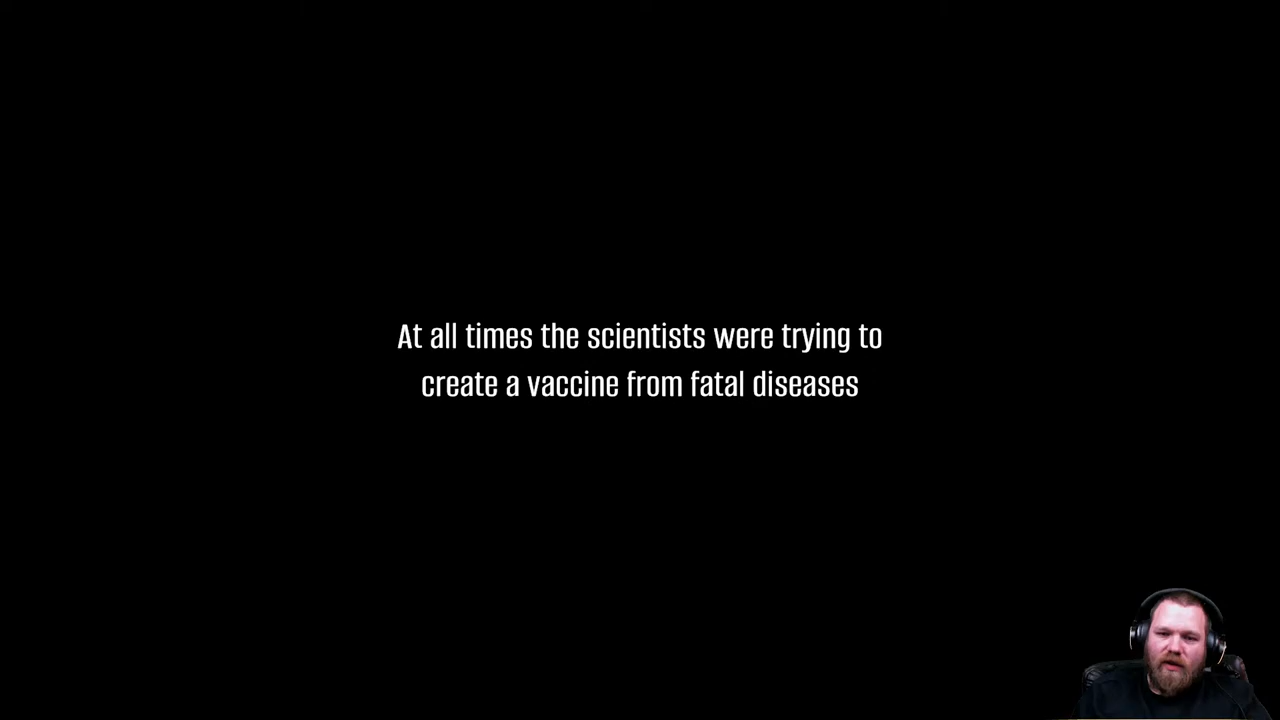 At all times the scientists were trying to
create a vaccine from fatal diseases